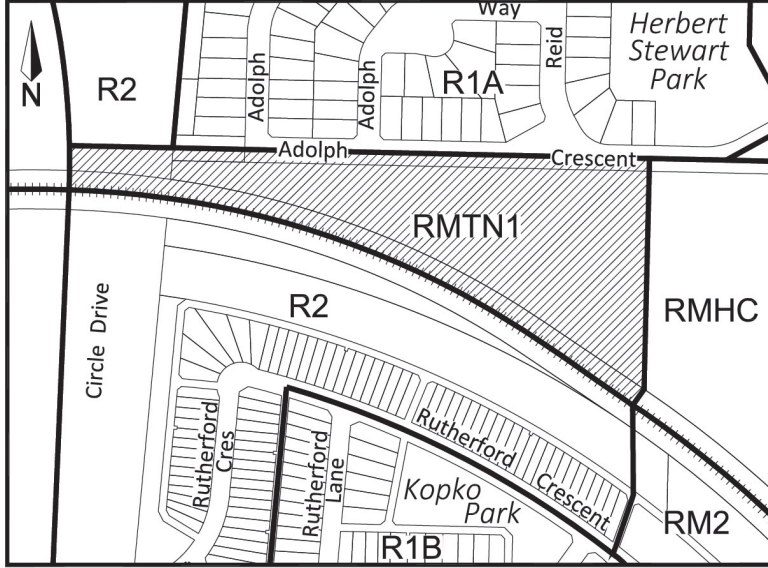 Way
Herbert
Stewart
Park
Reid
N
R2
Adolph
Adolph
R1A
Adolph
Crescent
RMTN1
RMHC
R2
Circle Drive
Rutherford
Cres
Rutherford
Lane
Rutherford
Crescent
Kopko
Park
R1B
RM2